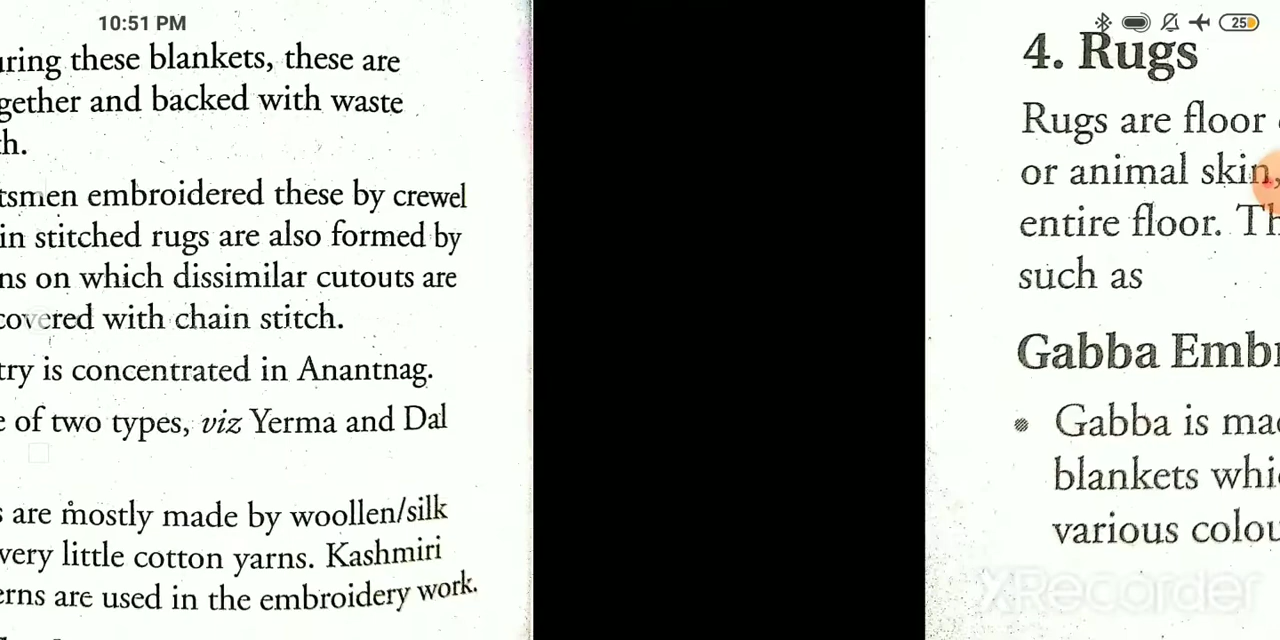 10:51 PM
25
uring these blankets, these are
gether and backed with waste
h.
tsmen embroidered these by crewel
in stitched rugs are also formed by
ns on which dissimilar cutouts are
covered with chain stitch.
try is concentrated in Anantnag.
e of two types, viz Yerma and Dal
s are mostly made by woollen/silk
very little cotton yarns. Kashmiri
erns are used in the embroidery work.
4. Rugs
Rugs are floor
or animal skin,
entire floor. Th
such as
Gabba Embr
Gabba is mad
blankets whi
various colou
XRecorder